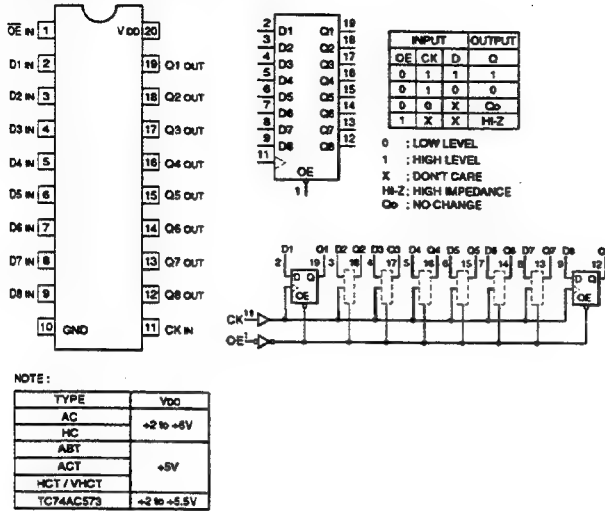 OE IN 1
VDD 20
D1 IN 2
19 Q1 OUT
D2 IN 3
18 Q2 OUT
D3 IN 4
17 Q3 OUT
D4 IN 5
16 Q4 OUT
D5 IN 6
15 Q5 OUT
D6 IN 7
14 Q6 OUT
D7 IN 8
13 Q7 OUT
D8 IN 9
12 Q8 OUT
10 GND
11 CK IN
2 D1 Q1 19
3 D2 Q2 18
4 D3 Q3 17
5 D4 Q4 16
6 D5 Q5 15
7 D6 Q6 14
8 D7 Q7 13
9 D8 Q8 12
11
OE
1
INPUT OUTPUT
OE CK D Q
0 1 1 1
0 1 0 0
0 0 X Qo
1 X X HI-Z
0 : LOW LEVEL
1 : HIGH LEVEL
X : DON'T CARE
HI-Z : HIGH IMPEDANCE
Qo : NO CHANGE
D1 Q1 D2 Q2 D3 Q3 D4 Q4 D5 Q5 D6 Q6 D7 Q7 D8 Q
2 19 3 18 4 17 5 16 6 15 7 14 8 13 9 12
D Q
OE
D Q
OE
CK
OE
NOTE :
TYPE VDD
AC
+2 to +6V
HC
ABT
ACT
+5V
HCT / VHCT
TC74AC573 +2 to +5.5V